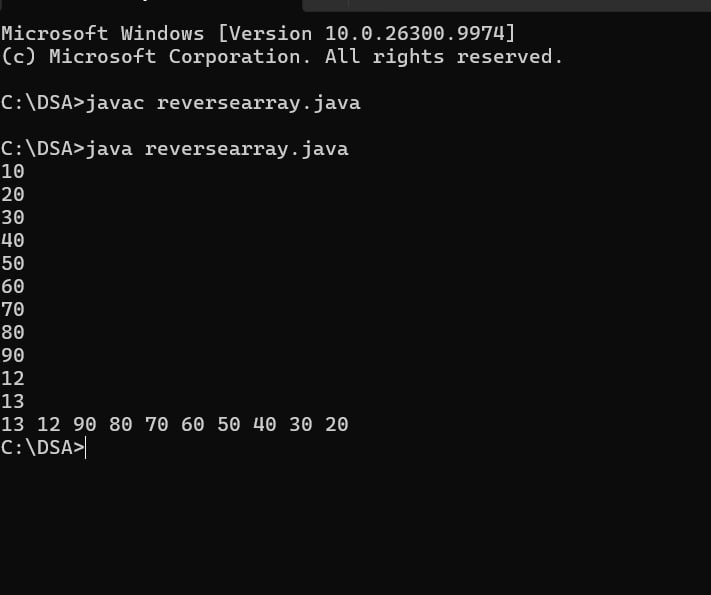 Microsoft Windows [Version 10.0.26300.9974]
(c) Microsoft Corporation. All rights reserved.
C:\DSA>javac reversearray.java
C:\DSA>java reversearray.java
10
20
30
40
50
60
70
80
90
12
13
13 12 90 80 70 60 50 40 30 20
C:\DSA>